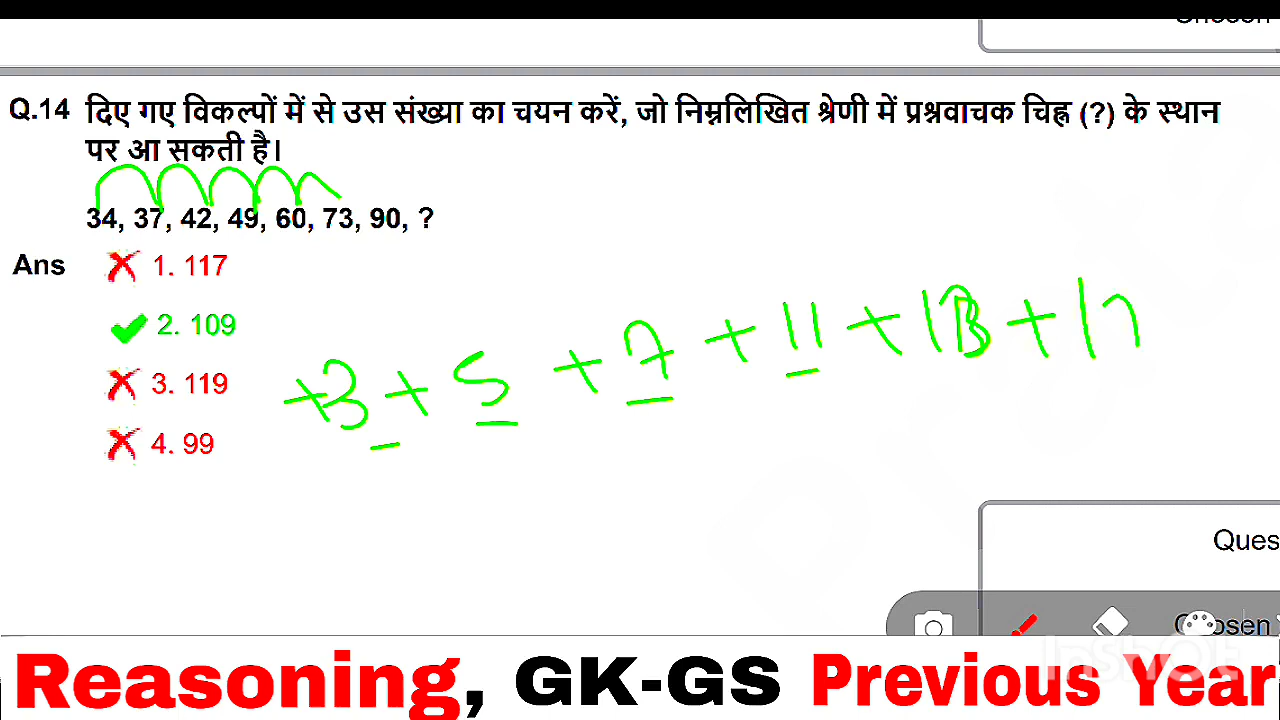 Q.14 दिए गए विकल्पों में से उस संख्या का चयन करें, जो निम्नलिखित श्रेणी में प्रश्नवाचक चिह्न (?) के स्थान
पर आ सकती है।
34, 37, 42, 49, 60, 73, 90, ?
Ans 1. 117
2. 109
3. 119
4. 99
+3 + 5 + 7 + 11 + 13 + 17
Ques
Chosen
InShOt
Reasoning, GK-GS Previous Year